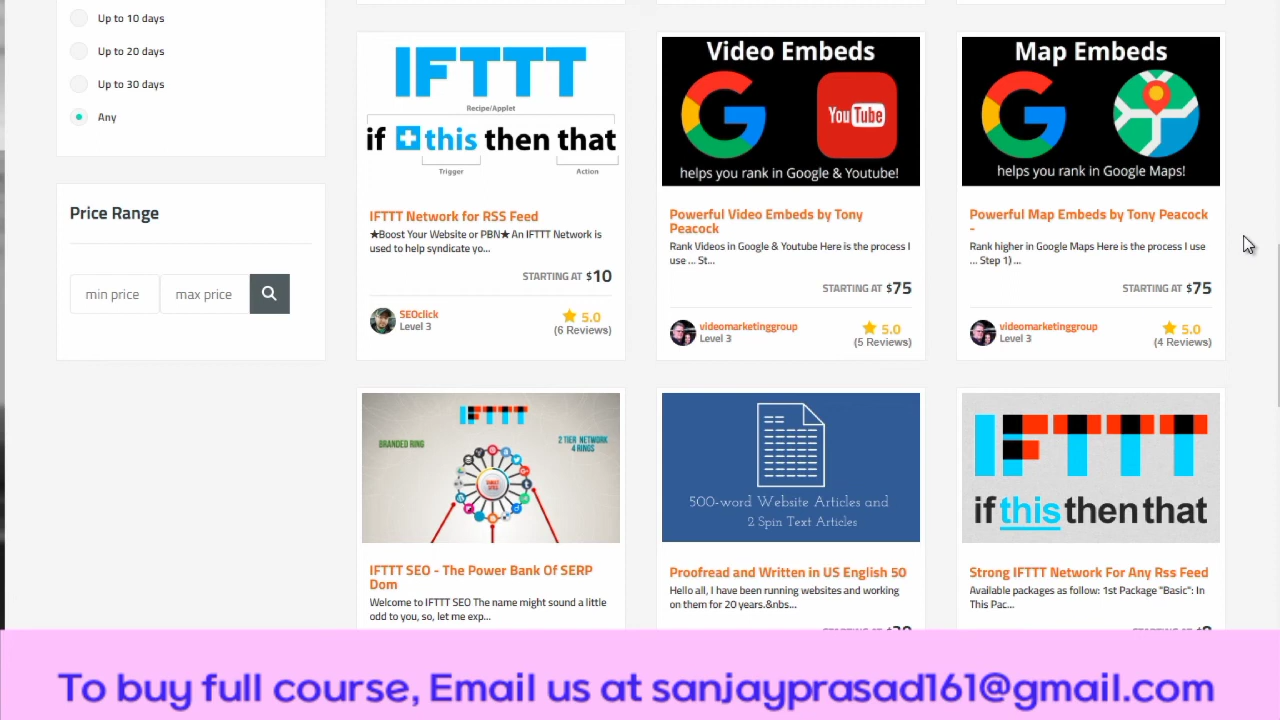 Up to 10 days
Up to 20 days
Up to 30 days
Any
Price Range
min price
max price
IFTTT
Recipe/Applet
if this then that
Trigger
Action
IFTTT Network for RSS Feed
★Boost Your Website or PBN★ An IFTTT Network is
used to help syndicate yo...
STARTING AT $10
SEOclick
Level 3
5.0
(6 Reviews)
Video Embeds
YouTube
helps you rank in Google & Youtube!
Powerful Video Embeds by Tony
Peacock
Rank Videos in Google & Youtube Here is the process I
use ... St...
STARTING AT $75
videomarketinggroup
Level 3
5.0
(5 Reviews)
Map Embeds
helps you rank in Google Maps!
Powerful Map Embeds by Tony Peacock
-
Rank higher in Google Maps Here is the process I use
... Step 1) ...
STARTING AT $75
videomarketinggroup
Level 3
5.0
(4 Reviews)
IFTTT
BRANDED RING
2 TIER NETWORK
4 RINGS
IFTTT SEO - The Power Bank Of SERP
Dom
Welcome to IFTTT SEO The name might sound a little
odd to you, so, let me exp...
500-word Website Articles and
2 Spin Text Articles
Proofread and Written in US English 50
Hello all, I have been running websites and working
on them for 20 years.&nbs...
IFTTT
if this then that
Strong IFTTT Network For Any Rss Feed
Available packages as follow: 1st Package "Basic": In
This Pac...
To buy full course, Email us at sanjayprasad161@gmail.com